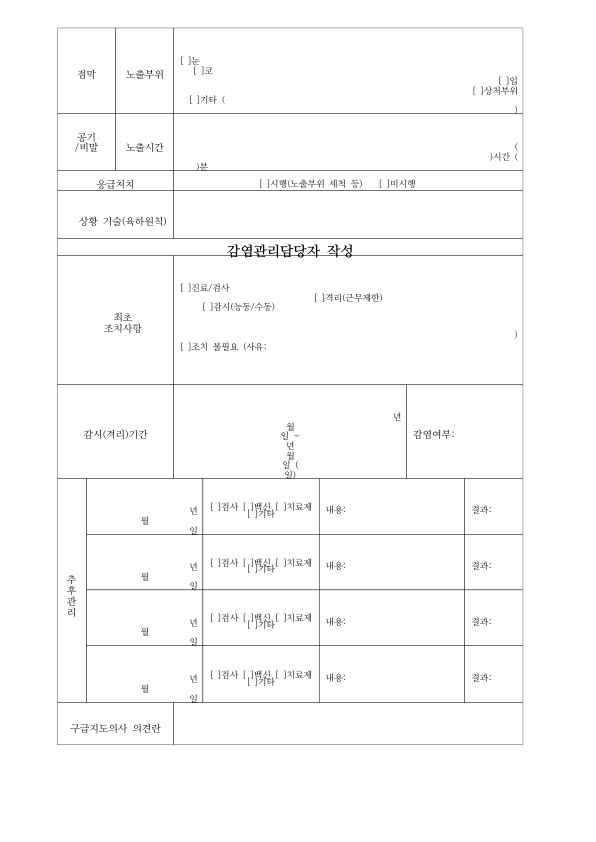 점막
노출부위
[ ]눈
[ ]코
[ ]입
[ ]상처부위
[ ]기타 (
)
공기
/비말
노출시간
(
)시간 (
)분
응급처치
[ ]시행(노출부위 세척 등) [ ]미시행
상황 기술(육하원칙)
감염관리담당자 작성
최초
조치사항
[ ]진료/검사
[ ]격리(근무제한)
[ ]감시(능동/수동)
)
[ ]조치 불필요 (사유:
감시(격리)기간
년
월
일 ~
년
월
일 (
일)
감염여부:
추
후
관
리
년
월
일
[ ]검사 [ ]백신 [ ]치료제
[ ]기타
내용:
결과:
년
월
일
[ ]검사 [ ]백신 [ ]치료제
[ ]기타
내용:
결과:
년
월
일
[ ]검사 [ ]백신 [ ]치료제
[ ]기타
내용:
결과:
년
월
일
[ ]검사 [ ]백신 [ ]치료제
[ ]기타
내용:
결과:
구급지도의사 의견란